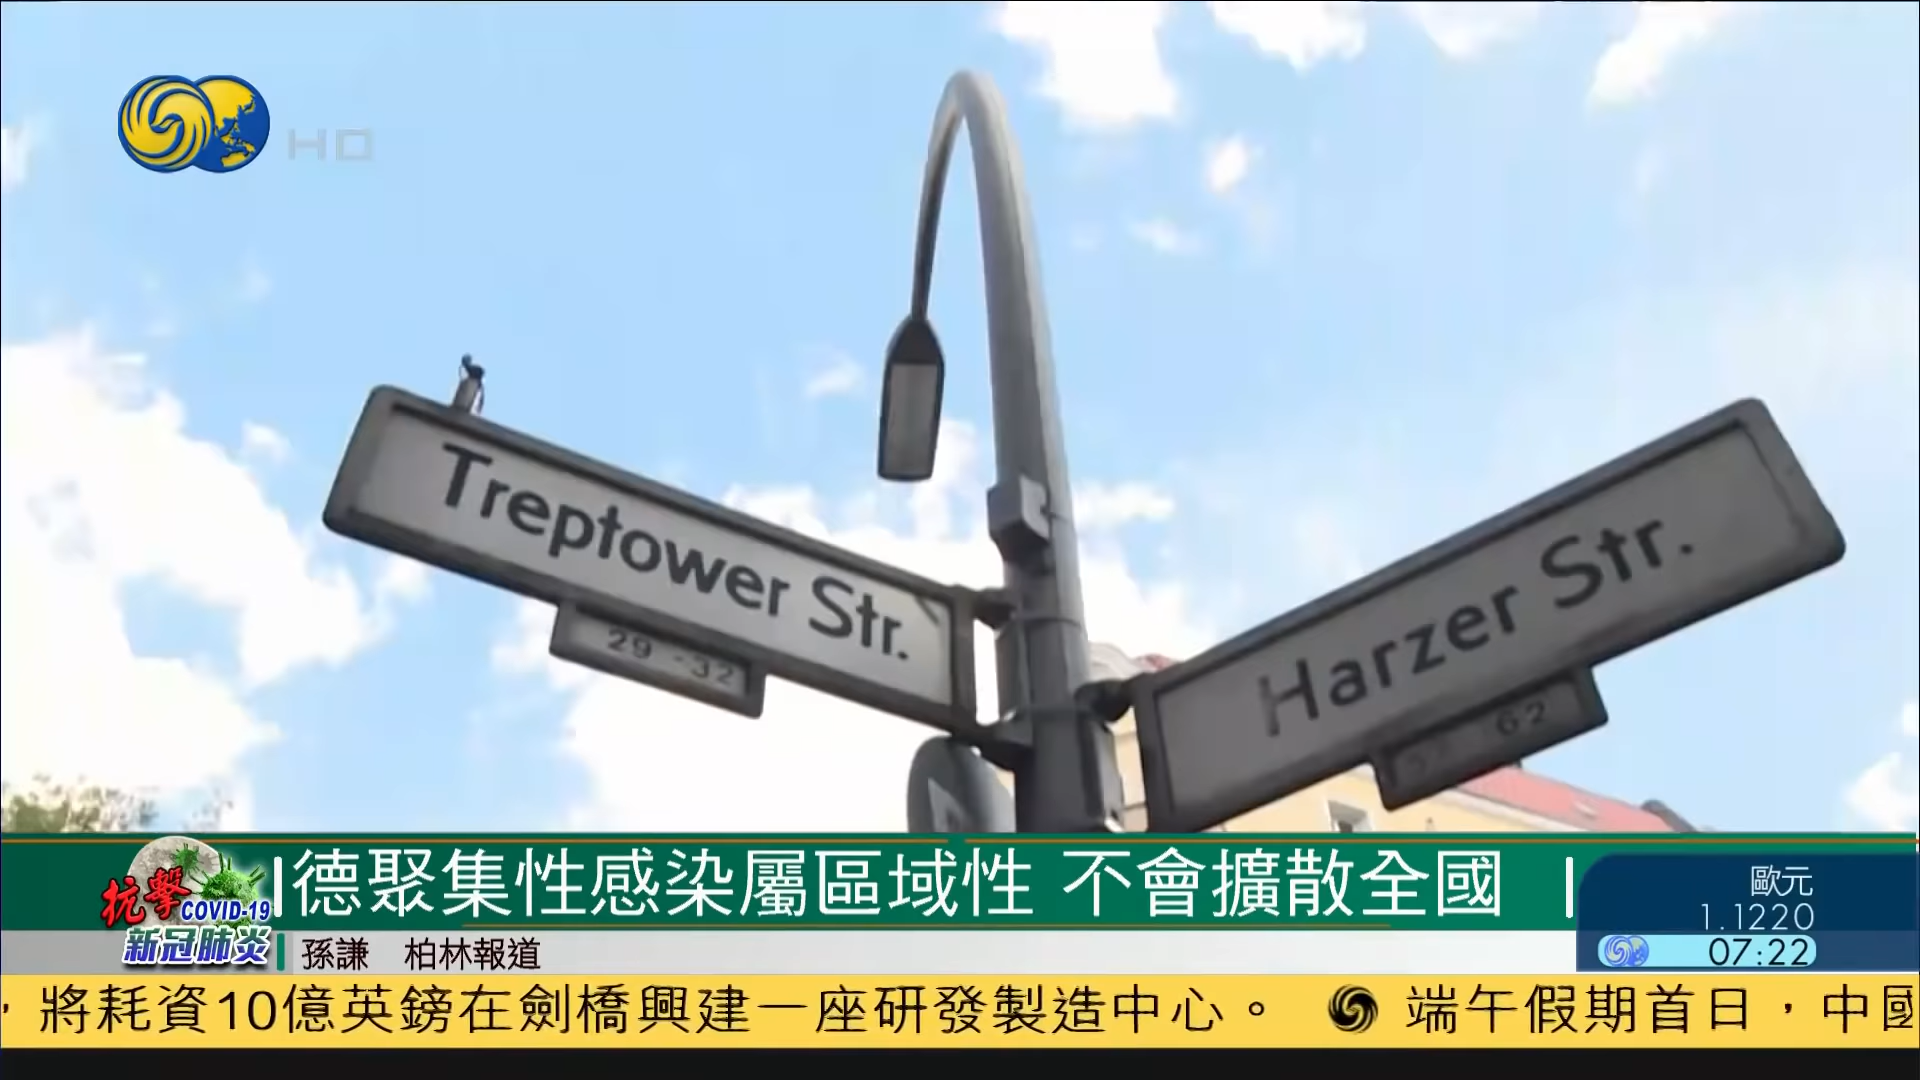 HD
Treptower Str.
29 - 32
Harzer Str.
62
抗擊
COVID-19
新冠肺炎
德聚集性感染屬區域性 不會擴散全國
孫謙 柏林報道
歐元
1.1220
07:22
，將耗資10億英鎊在劍橋興建一座研發製造中心。 端午假期首日，中國